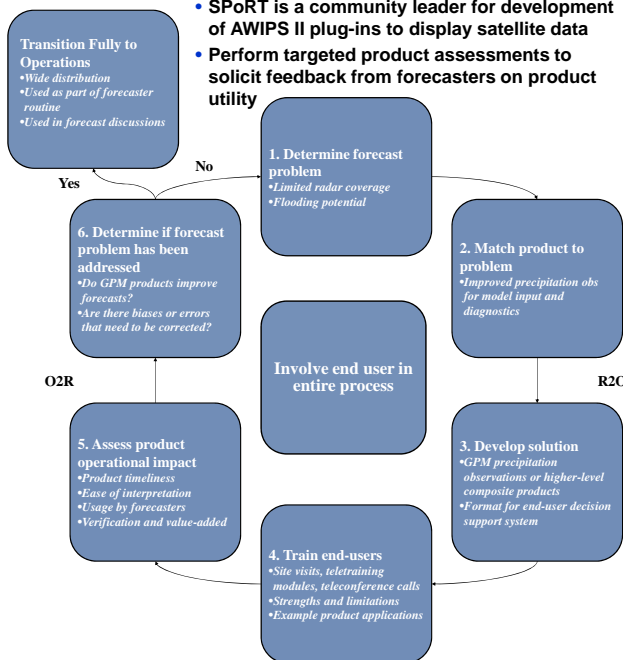 • SPoRT is a community leader for development
of AWIPS II plug-ins to display satellite data
• Perform targeted product assessments to
solicit feedback from forecasters on product
utility
Transition Fully to
Operations
•Wide distribution
•Used as part of forecaster
routine
•Used in forecast discussions
Yes
No
1. Determine forecast
problem
•Limited radar coverage
•Flooding potential
2. Match product to
problem
•Improved precipitation obs
for model input and
diagnostics
R2O
3. Develop solution
•GPM precipitation
observations or higher-level
composite products
•Format for end-user decision
support system
4. Train end-users
•Site visits, teletraining
modules, teleconference calls
•Strengths and limitations
•Example product applications
5. Assess product
operational impact
•Product timeliness
•Ease of interpretation
•Usage by forecasters
•Verification and value-added
O2R
6. Determine if forecast
problem has been
addressed
•Do GPM products improve
forecasts?
•Are there biases or errors
that need to be corrected?
Involve end user in
entire process